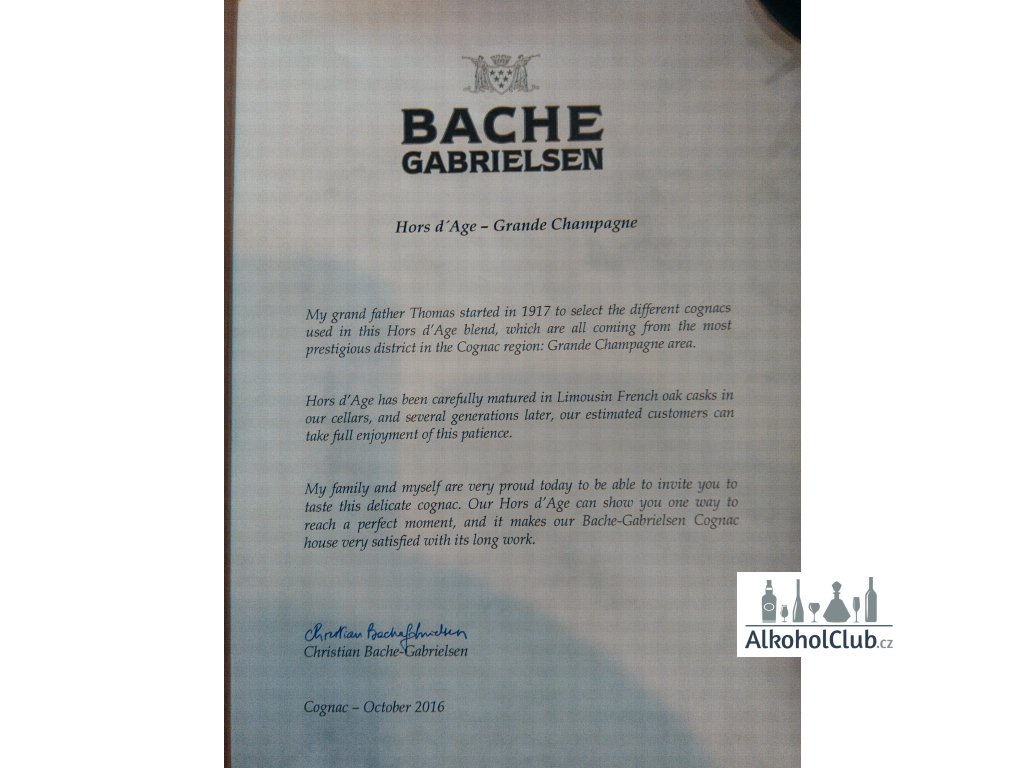 BACHE
GABRIELSEN
Hors d´Age – Grande Champagne
My grand father Thomas started in 1917 to select the different cognacs
used in this Hors d'Age blend, which are all coming from the most
prestigious district in the Cognac region: Grande Champagne area.
Hors d'Age has been carefully matured in Limousin French oak casks in
our cellars, and several generations later, our estimated customers can
take full enjoyment of this patience.
My family and myself are very proud today to be able to invite you to
taste this delicate cognac. Our Hors d'Age can show you one way to
reach a perfect moment, and it makes our Bache-Gabrielsen Cognac
house very satisfied with its long work.
Christian Bache-Gabrielsen
Christian Bache-Gabrielsen
Cognac – October 2016
AlkoholClub.cz